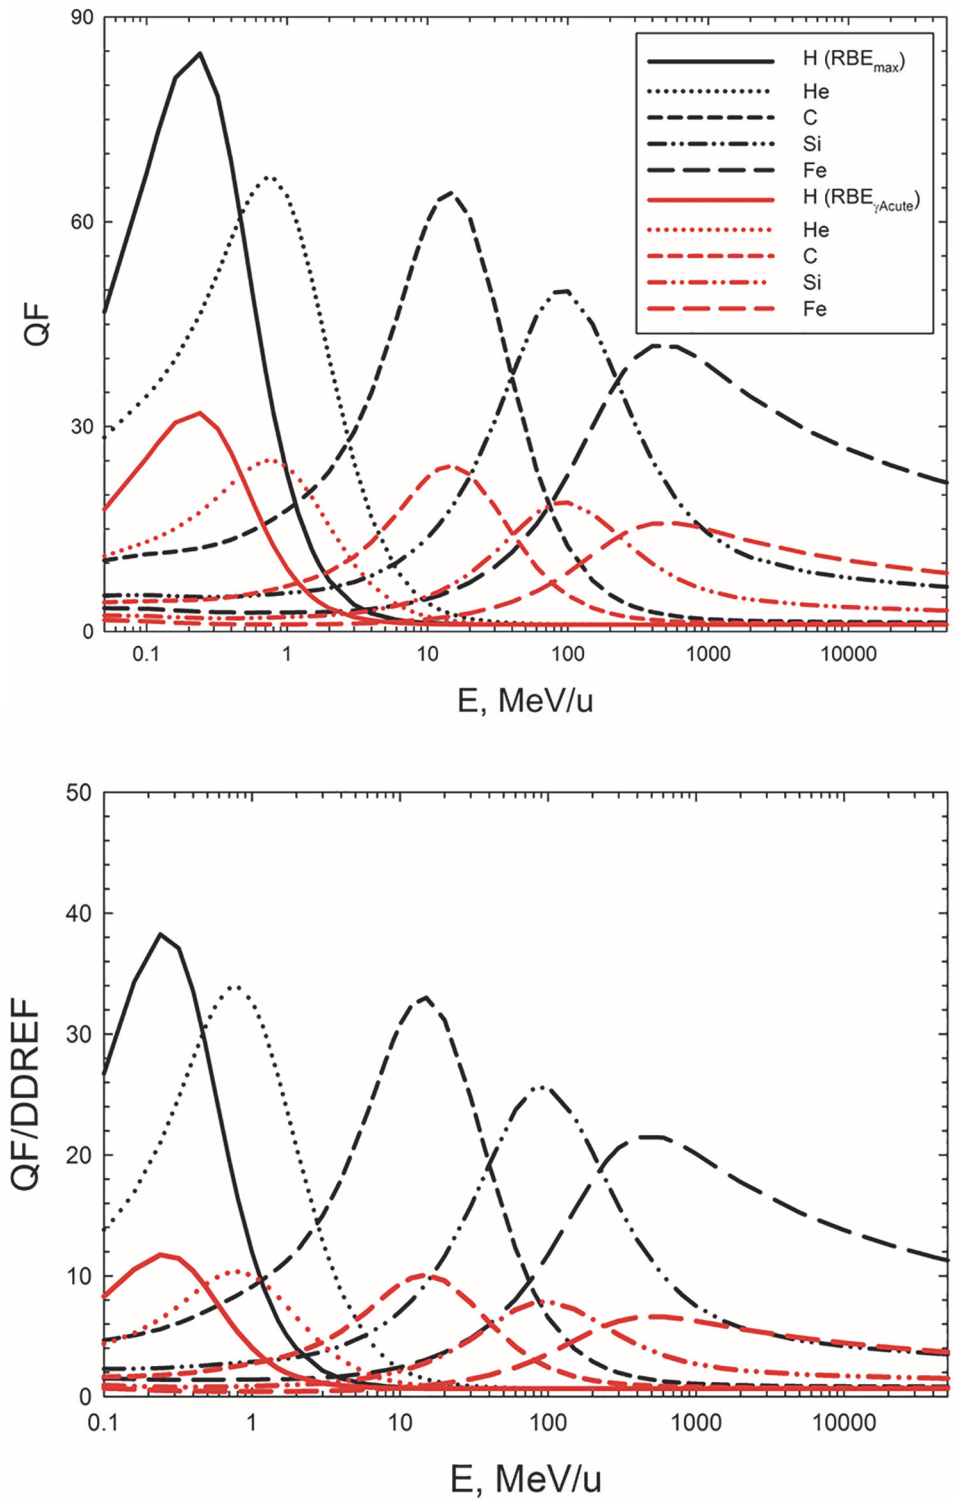 90
60
30
0
QF
H (RBEmax)
He
C
Si
Fe
H (RBEγAcute)
He
C
Si
Fe
0.1 1 10 100 1000 10000
E, MeV/u
50
40
30
20
10
0
QF/DDREF
0.1 1 10 100 1000 10000
E, MeV/u